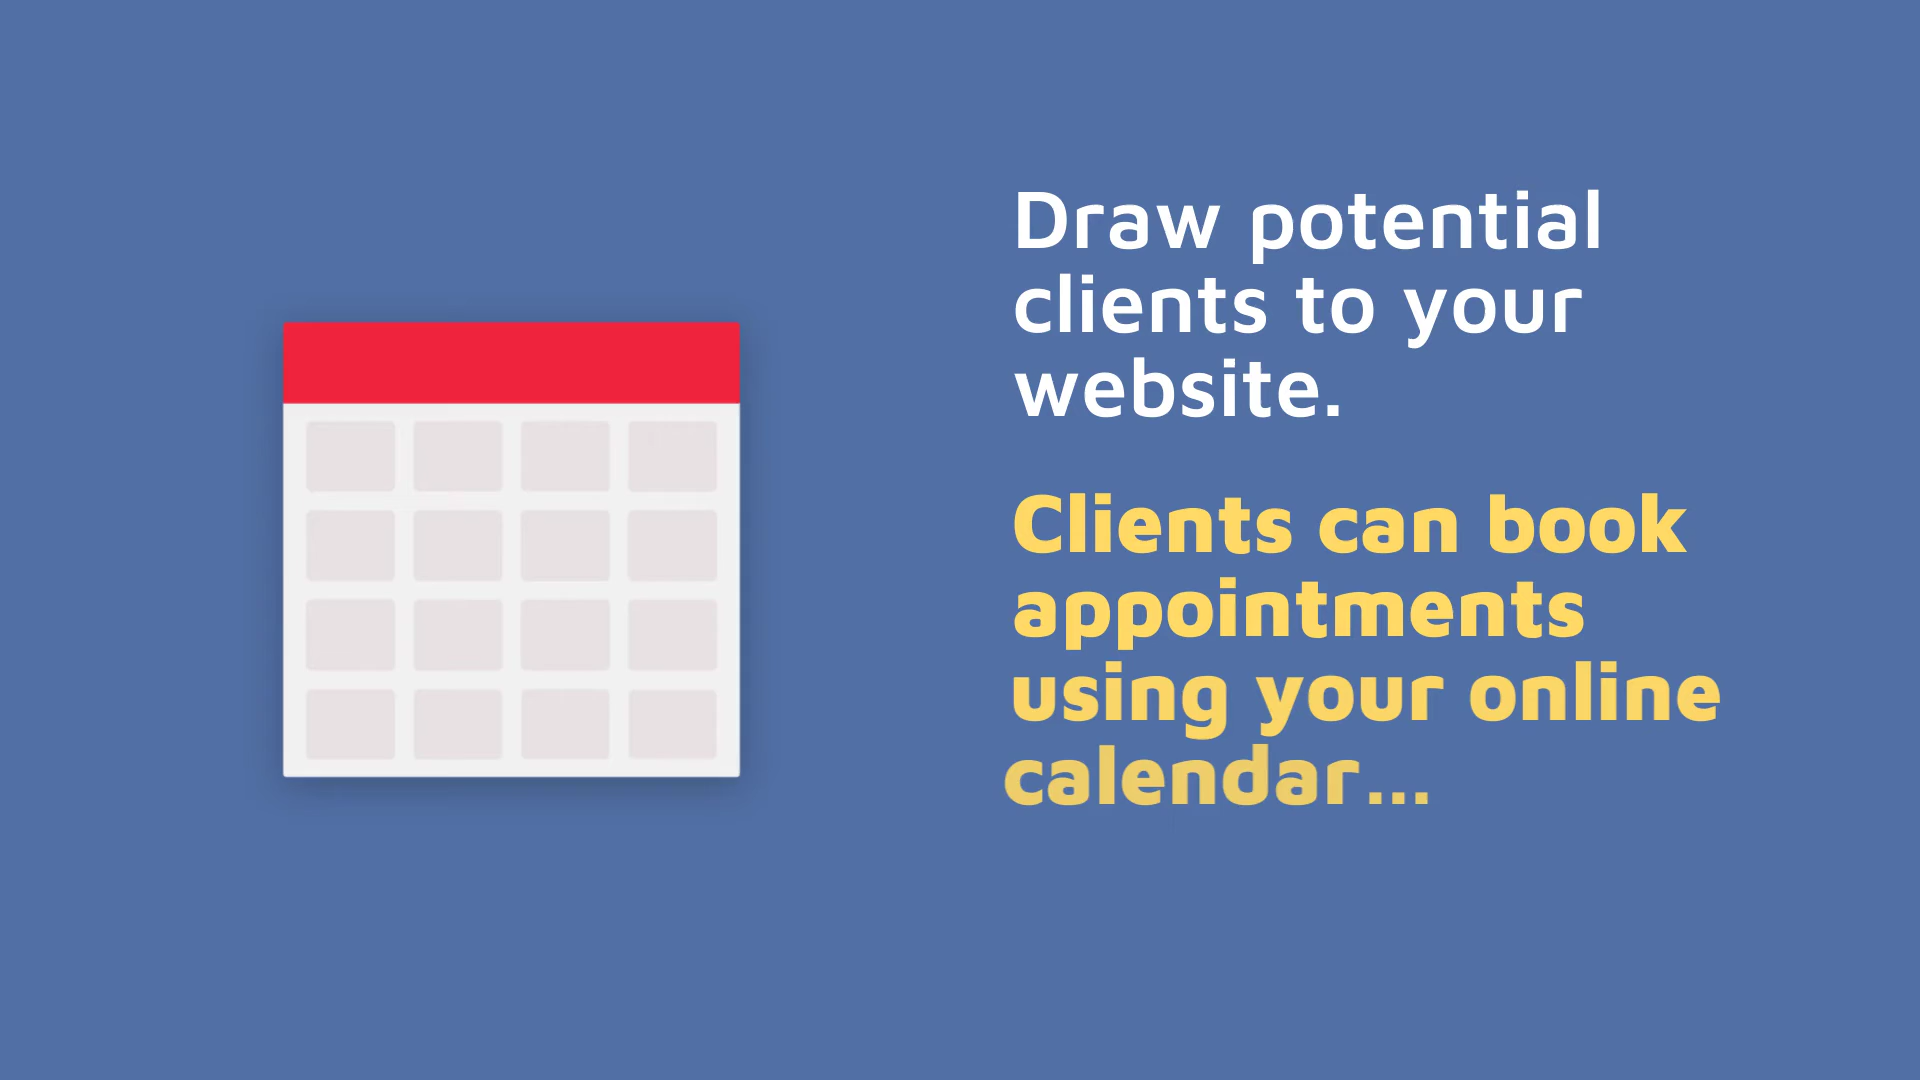 Draw potential
clients to your
website.
Clients can book
appointments
using your online
calendar...